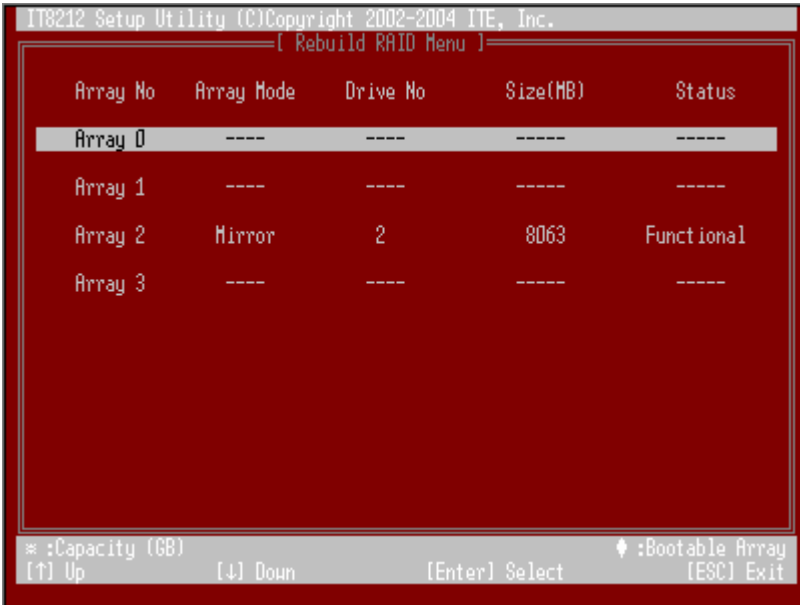 IT8212 Setup Utility (C)Copyright 2002-2004 ITE, Inc.
[ Rebuild RAID Menu ]
Array No Array Mode Drive No Size(MB) Status
Array 0 ---- ---- ----- -----
Array 1 ---- ---- ----- -----
Array 2 Mirror 2 8063 Functional
Array 3 ---- ---- ----- -----
* :Capacity (GB) ♦ :Bootable Array
[↑] Up [↓] Down [Enter] Select [ESC] Exit